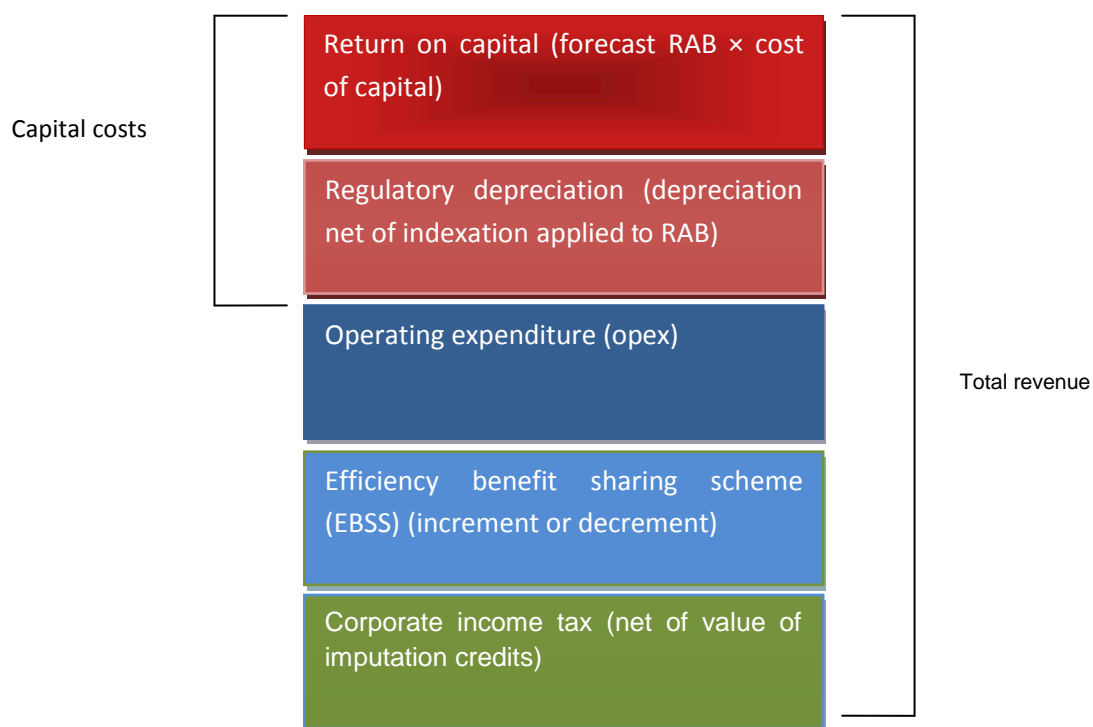 Return on capital (forecast RAB × cost
of capital)
Capital costs
Regulatory depreciation (depreciation
net of indexation applied to RAB)
Operating expenditure (opex)
Total revenue
Efficiency benefit sharing scheme
(EBSS) (increment or decrement)
Corporate income tax (net of value of
imputation credits)